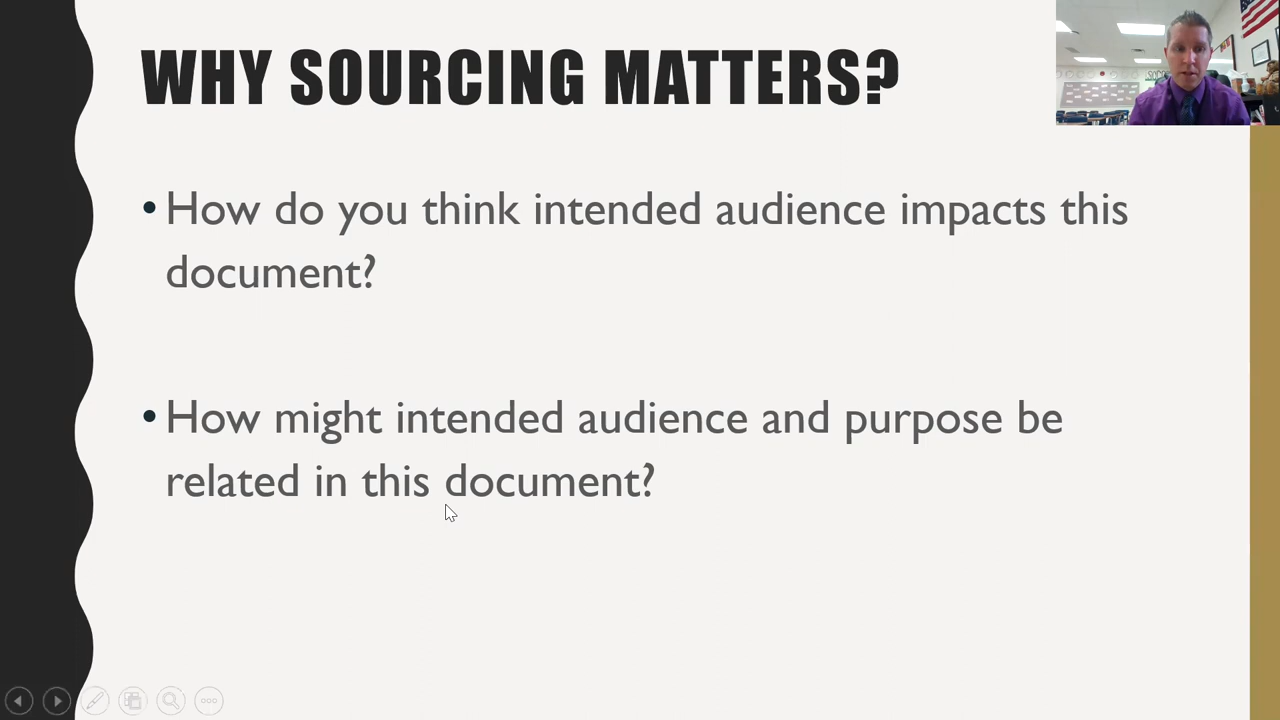 WHY SOURCING MATTERS?
• How do you think intended audience impacts this
document?
• How might intended audience and purpose be
related in this document?